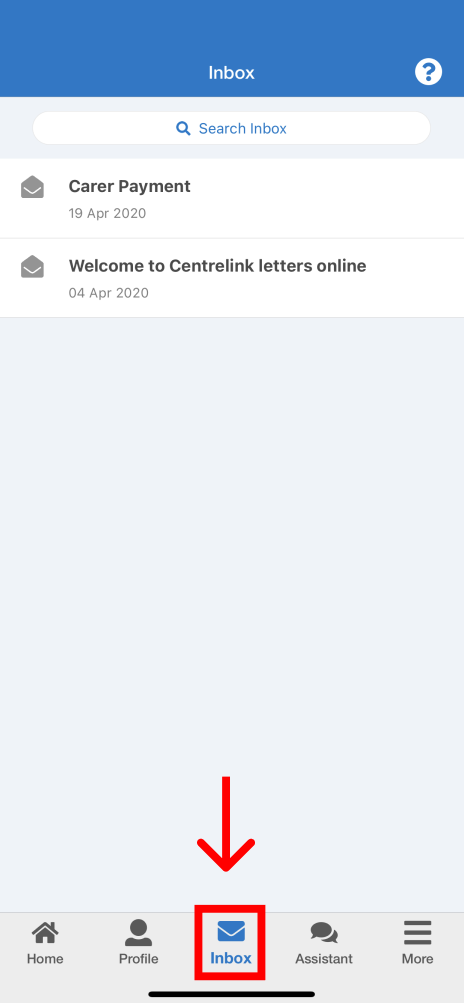 Inbox
Search Inbox
Carer Payment
19 Apr 2020
Welcome to Centrelink letters online
04 Apr 2020
Home
Profile
Inbox
Assistant
More